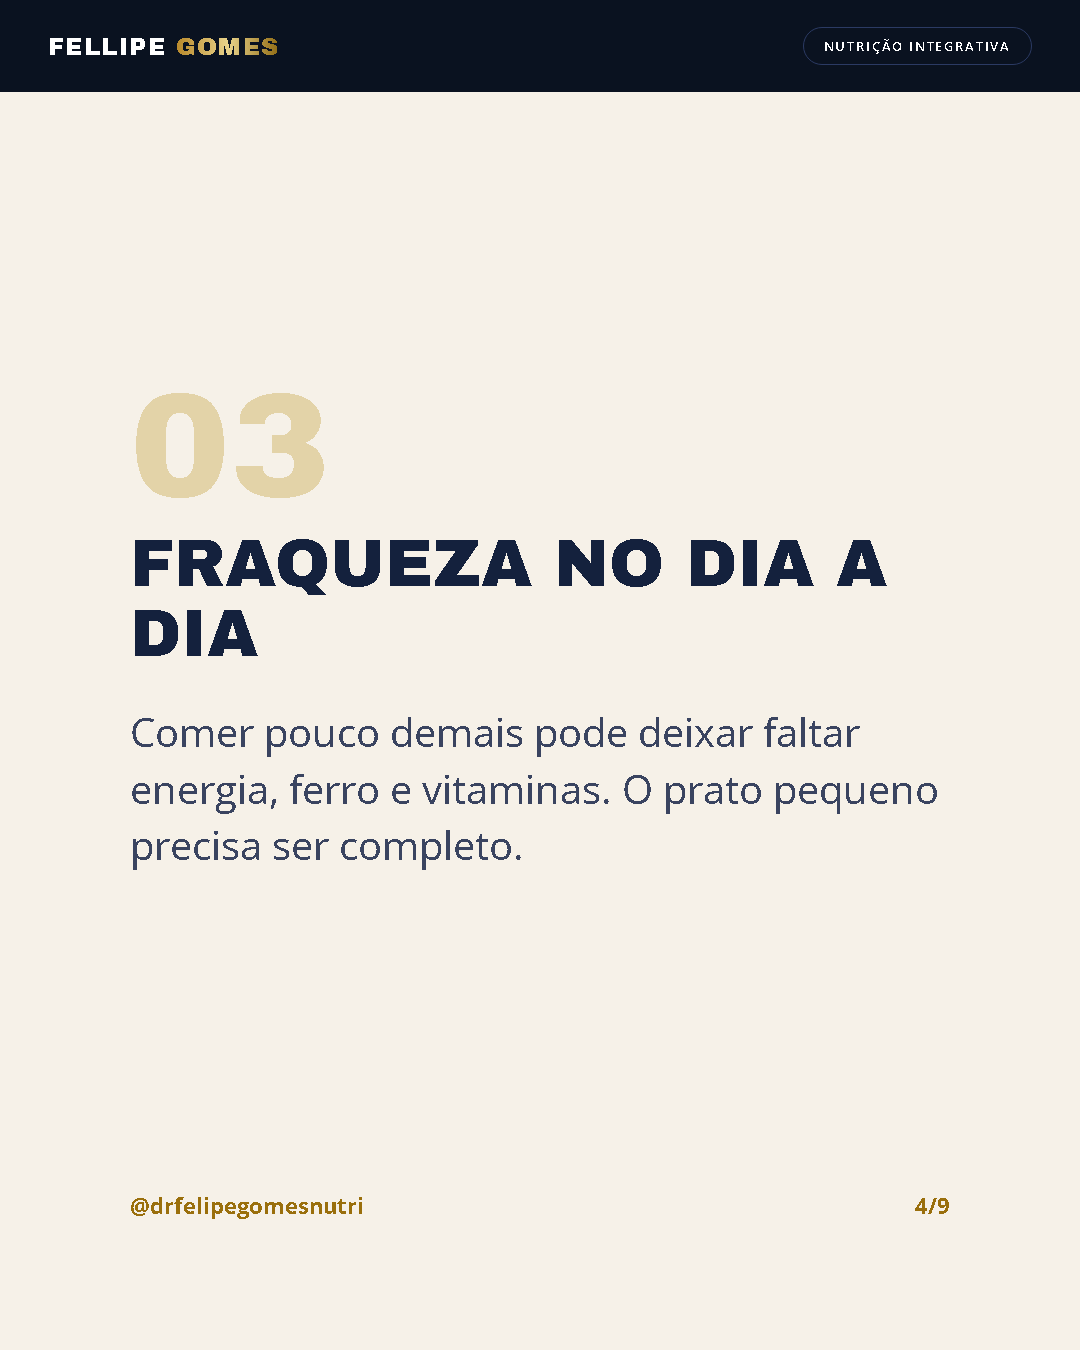 FELLIPE GOMES
NUTRIÇÃO INTEGRATIVA
03
FRAQUEZA NO DIA A
DIA
Comer pouco demais pode deixar faltar
energia, ferro e vitaminas. O prato pequeno
precisa ser completo.
@drfelipegomesnutri
4/9